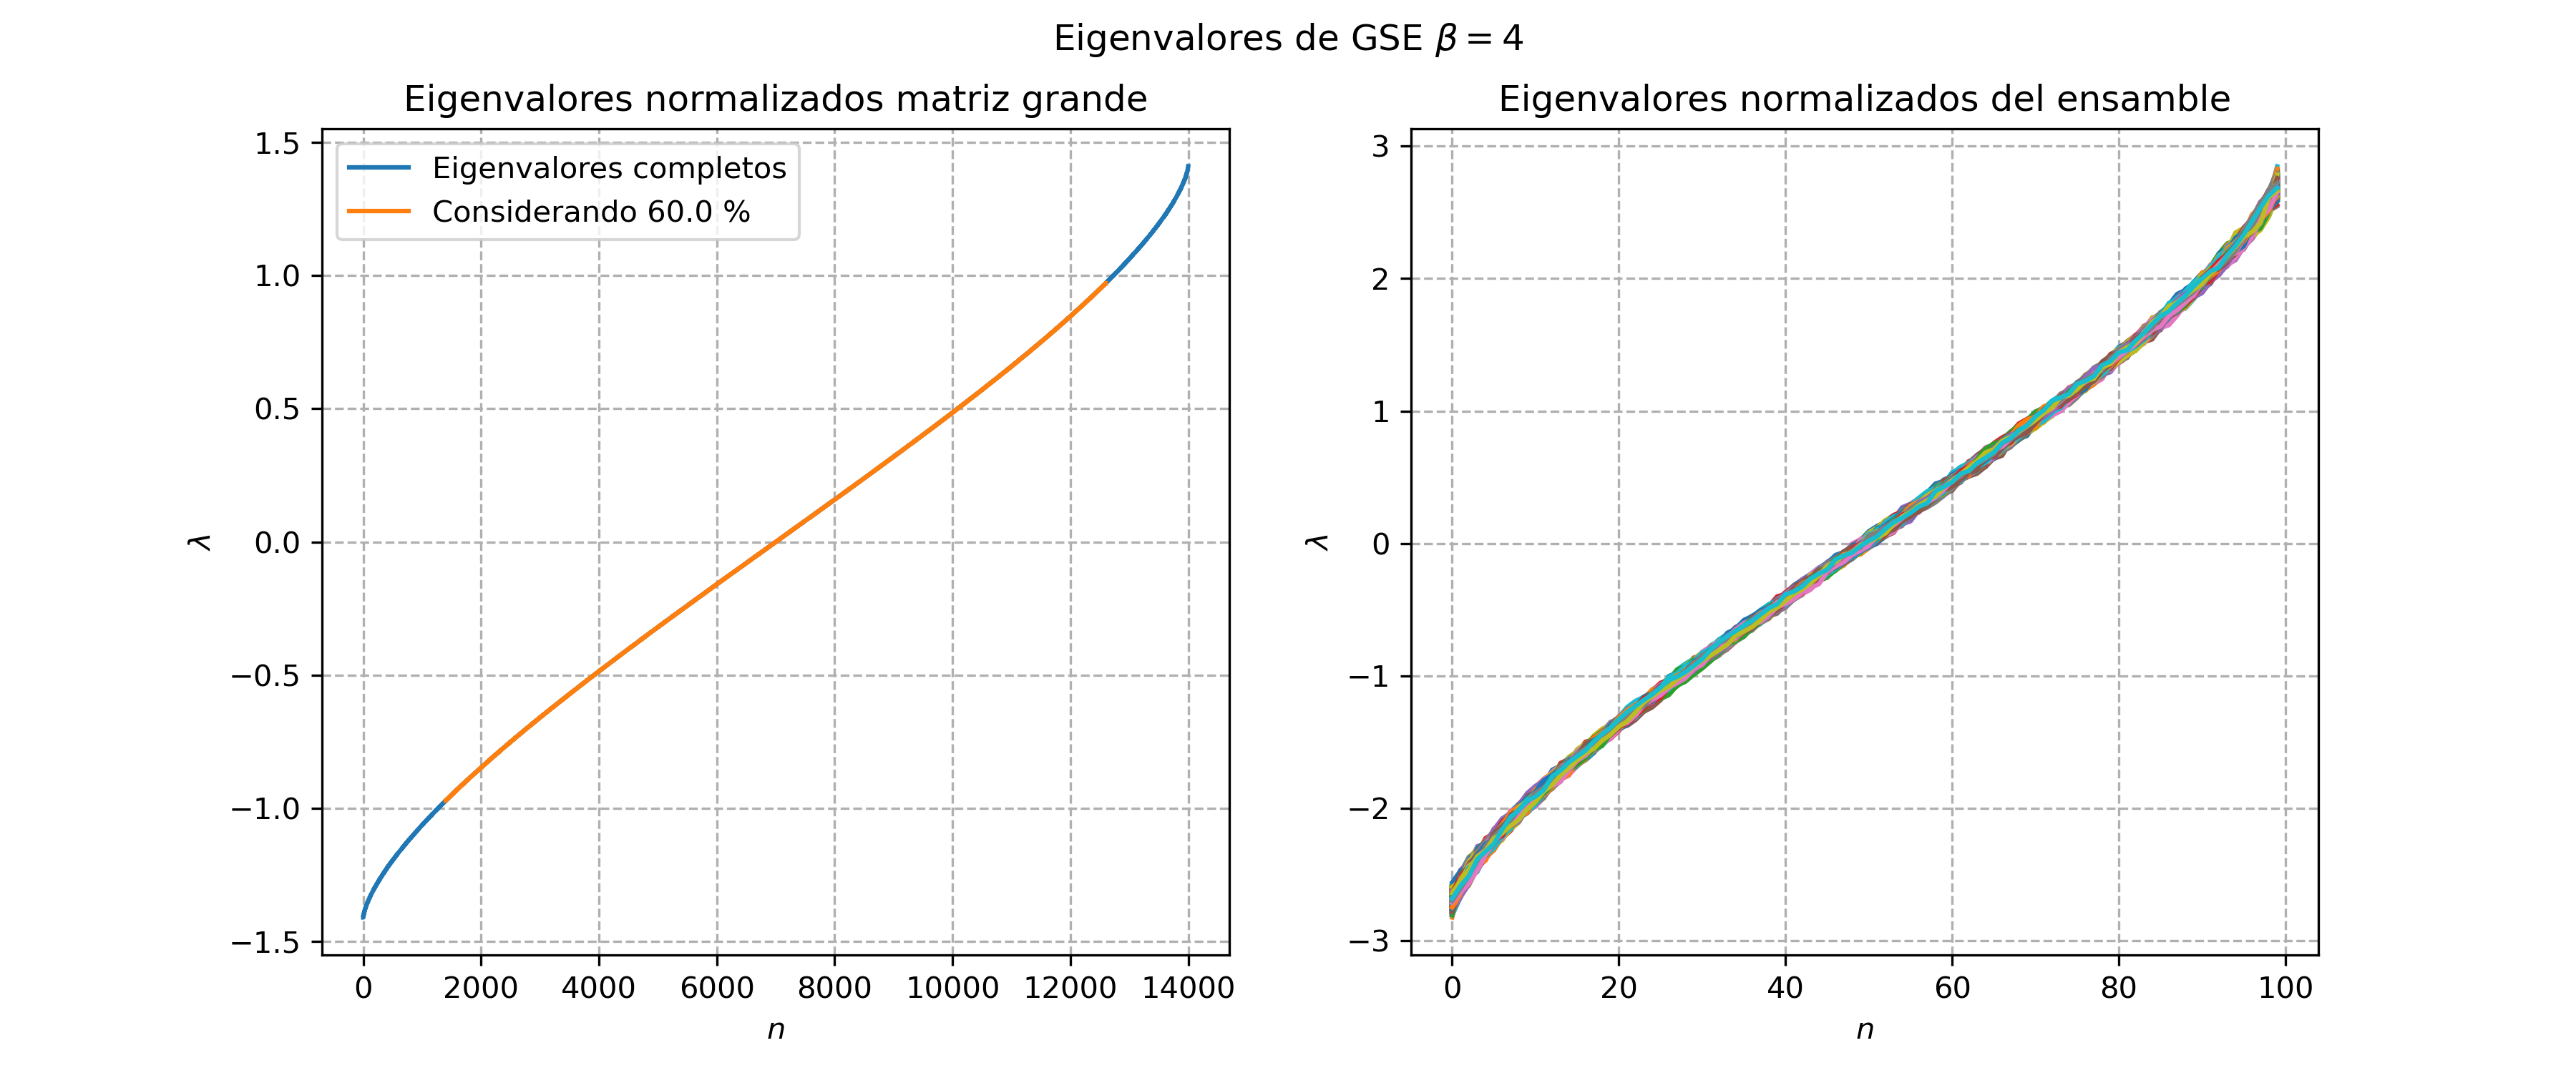 Eigenvalores de GSE β = 4
Eigenvalores normalizados matriz grande
Eigenvalores completos
Considerando 60.0 %
1.5
1.0
0.5
0.0
−0.5
−1.0
−1.5
λ
0 2000 4000 6000 8000 10000 12000 14000
n
Eigenvalores normalizados del ensamble
3
2
1
0
−1
−2
−3
λ
0 20 40 60 80 100
n